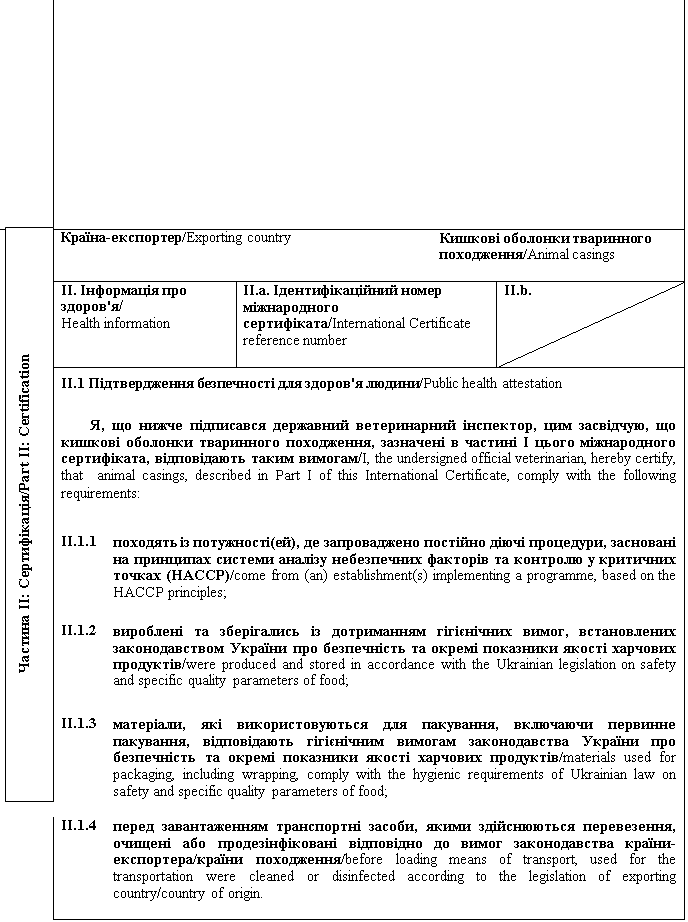 Країна-експортер/Exporting country
Кишкові оболонки тваринного
походження/Animal casings
ІІ. Інформація про
здоров'я/
Health information
ІІ.a. Ідентифікаційний номер
міжнародного
сертифіката/International Certificate
reference number
II.b.
Частина ІІ: Сертифікація/Part II: Certification
ІІ.1 Підтвердження безпечності для здоров'я людини/Public health attestation
Я, що нижче підписався державний ветеринарний інспектор, цим засвідчую, що
кишкові оболонки тваринного походження, зазначені в частині І цього міжнародного
сертифіката, відповідають таким вимогам/I, the undersigned official veterinarian, hereby certify,
that animal casings, described in Part I of this International Certificate, comply with the following
requirements:
II.1.1 походять із потужності(ей), де запроваджено постійно діючі процедури, засновані
на принципах системи аналізу небезпечних факторів та контролю у критичних
точках (НАССР)/come from (an) establishment(s) implementing a programme, based on the
HACCP principles;
II.1.2 вироблені та зберігались із дотриманням гігієнічних вимог, встановлених
законодавством України про безпечність та окремі показники якості харчових
продуктів/were produced and stored in accordance with the Ukrainian legislation on safety
and specific quality parameters of food;
II.1.3 матеріали, які використовуються для пакування, включаючи первинне
пакування, відповідають гігієнічним вимогам законодавства України про
безпечність та окремі показники якості харчових продуктів/materials used for
packaging, including wrapping, comply with the hygienic requirements of Ukrainian law on
safety and specific quality parameters of food;
II.1.4 перед завантаженням транспортні засоби, якими здійснюються перевезення,
очищені або продезінфіковані відповідно до вимог законодавства країни-
експортера/країни походження/before loading means of transport, used for the
transportation were cleaned or disinfected according to the legislation of exporting
country/country of origin.